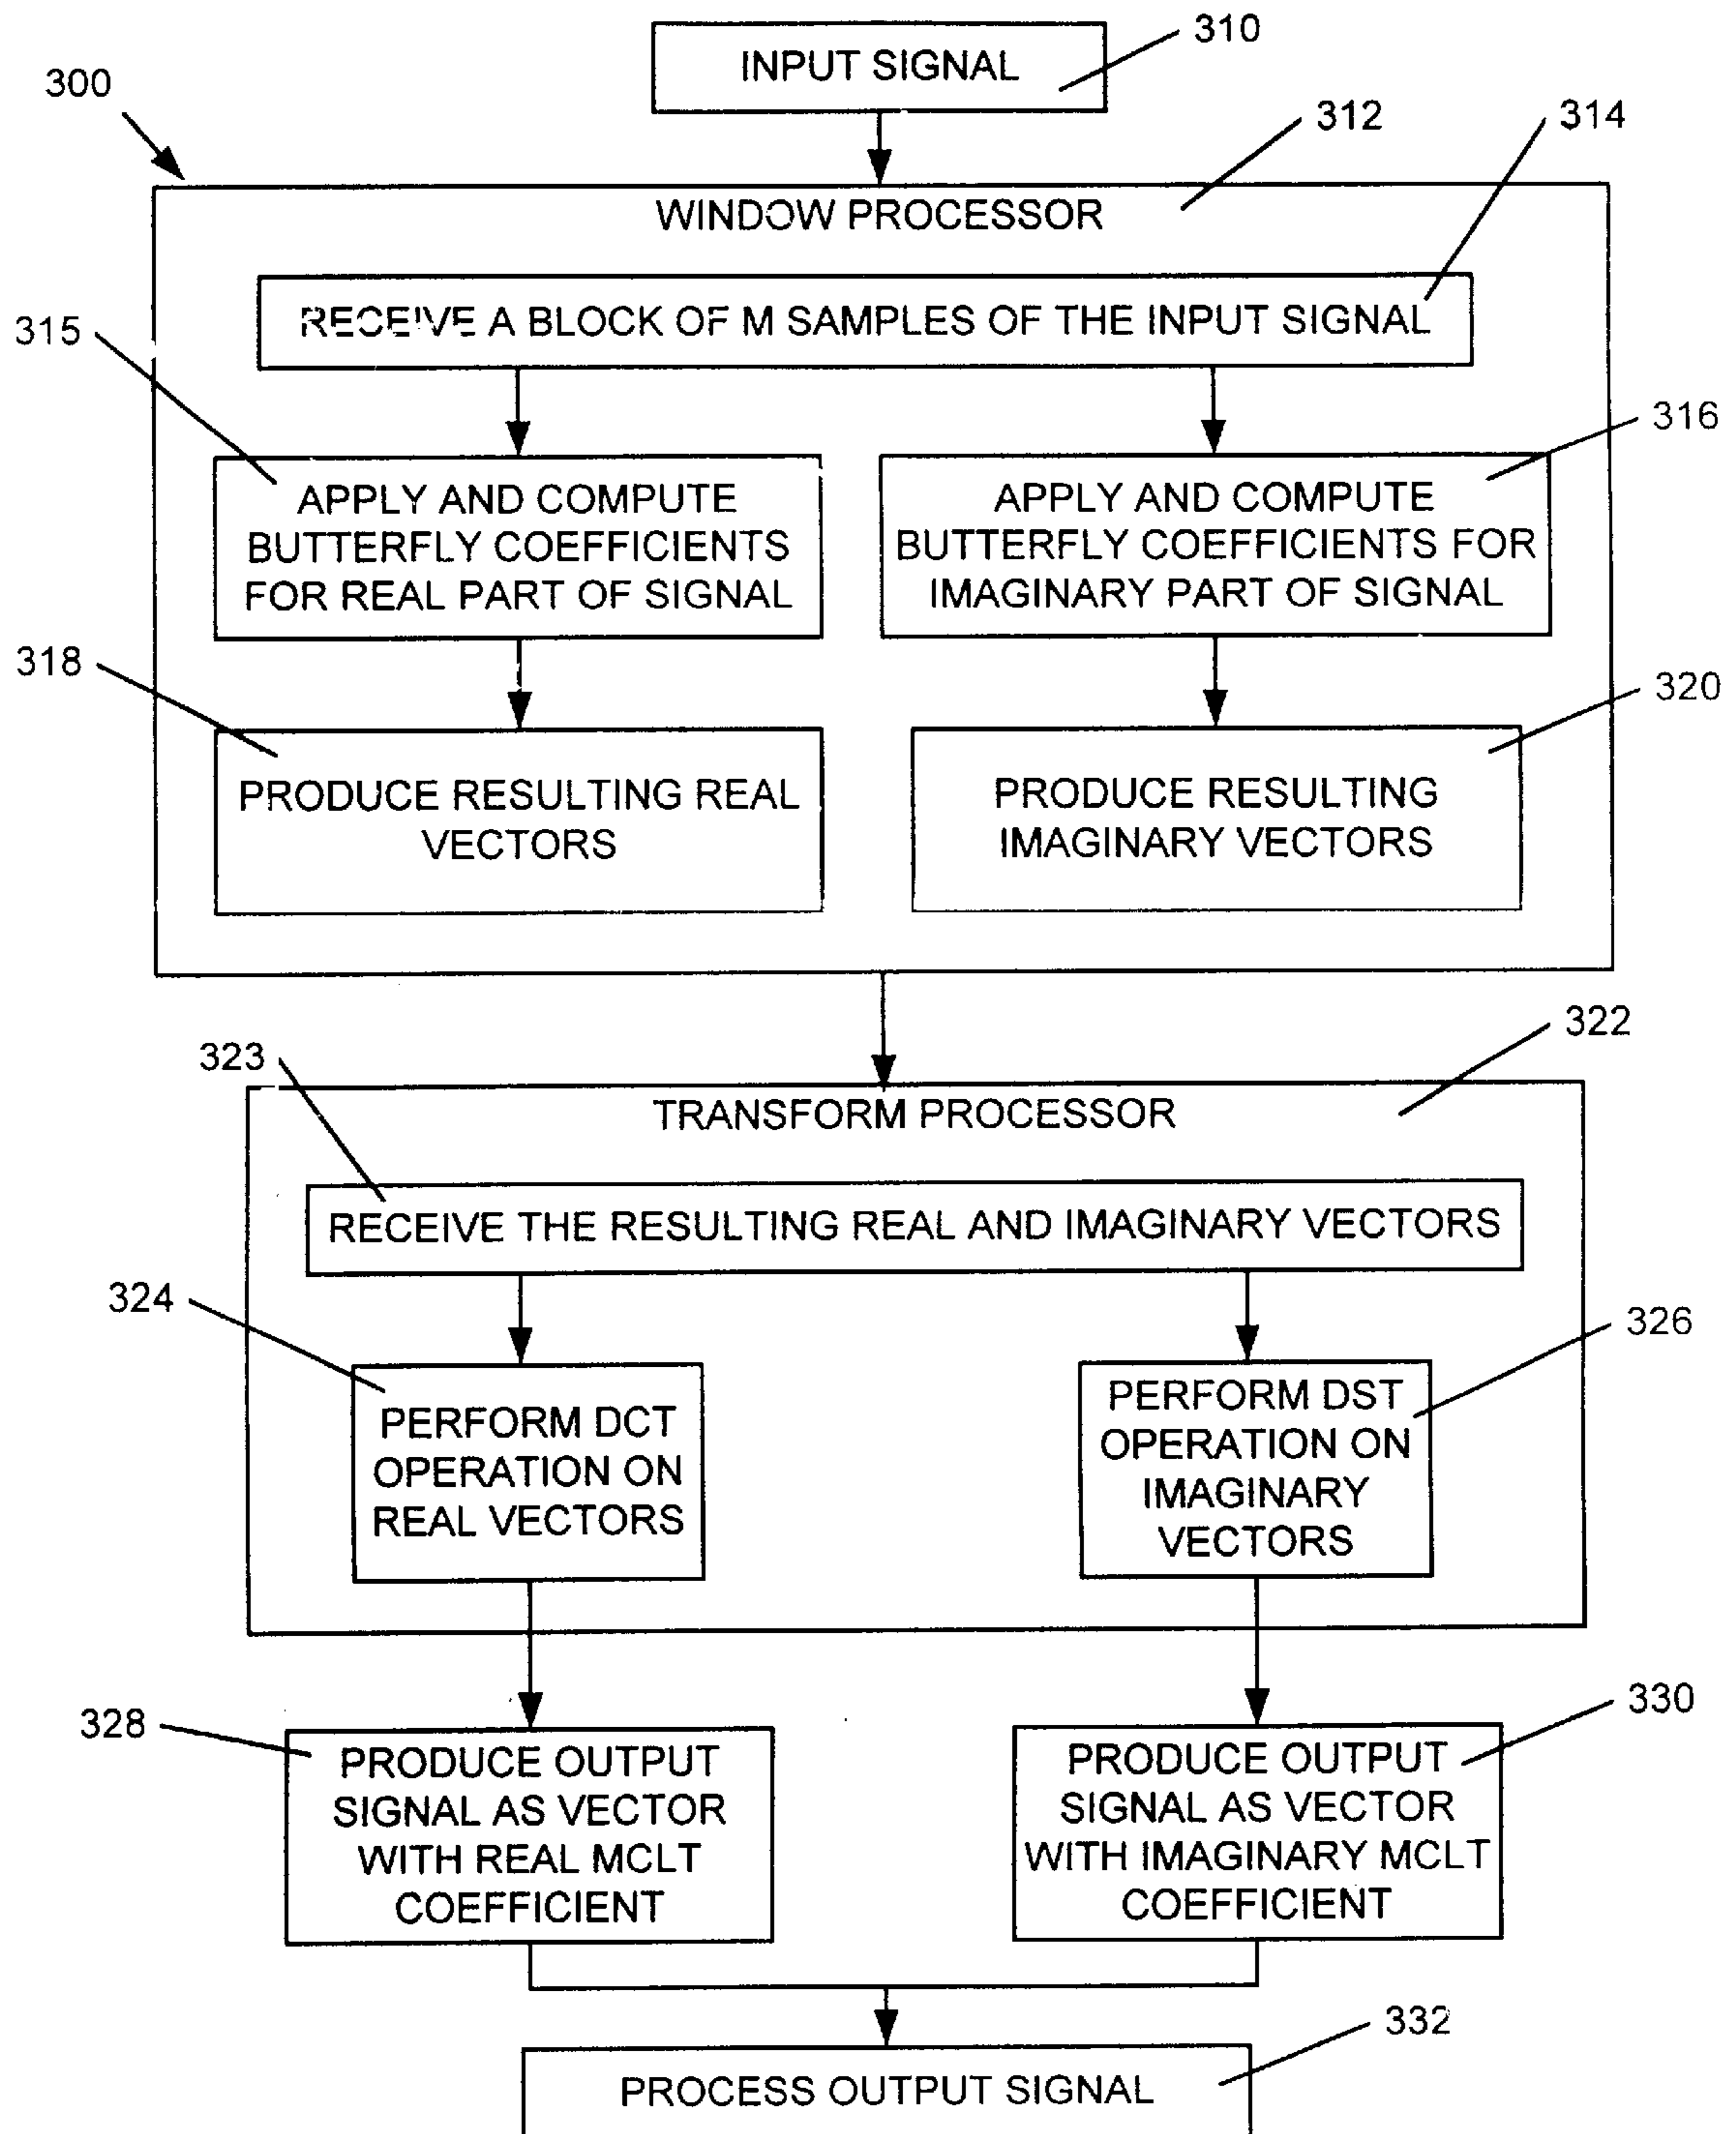 310
INPUT SIGNAL
300
312
314
WINDOW PROCESSOR
RECEIVE A BLOCK OF M SAMPLES OF THE INPUT SIGNAL
315
316
APPLY AND COMPUTE
BUTTERFLY COEFFICIENTS
FOR REAL PART OF SIGNAL
APPLY AND COMPUTE
BUTTERFLY COEFFICIENTS FOR
IMAGINARY PART OF SIGNAL
318
320
PRODUCE RESULTING REAL
VECTORS
PRODUCE RESULTING
IMAGINARY VECTORS
322
323
TRANSFORM PROCESSOR
RECEIVE THE RESULTING REAL AND IMAGINARY VECTORS
324
326
PERFORM DCT
OPERATION ON
REAL VECTORS
PERFORM DST
OPERATION ON
IMAGINARY
VECTORS
328
330
PRODUCE OUTPUT
SIGNAL AS VECTOR
WITH REAL MCLT
COEFFICIENT
PRODUCE OUTPUT
SIGNAL AS VECTOR
WITH IMAGINARY MCLT
COEFFICIENT
332
PROCESS OUTPUT SIGNAL